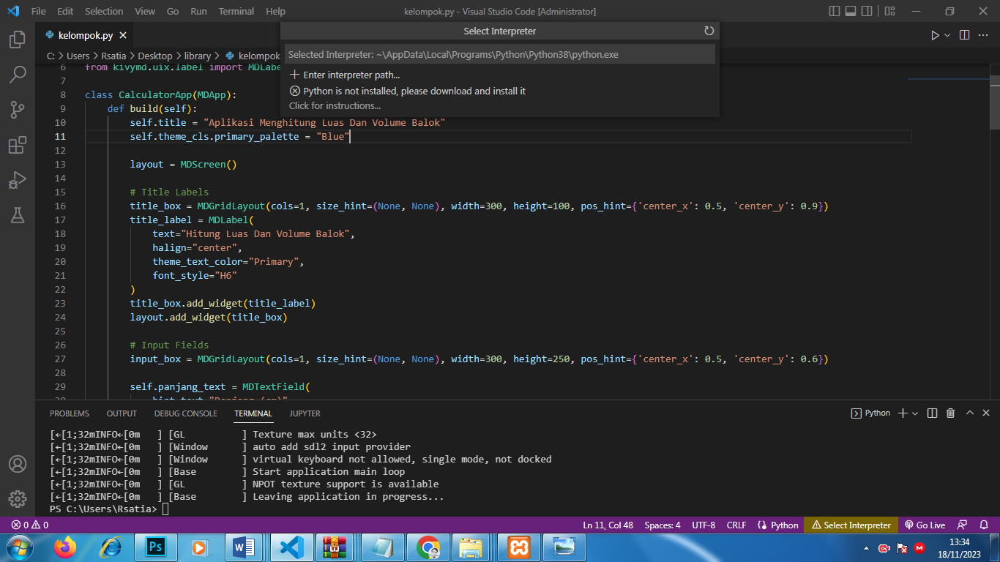 File Edit Selection View Go Run Terminal Help
kelompok.py - Visual Studio Code [Administrator]
kelompok.py
Select Interpreter
C: > Users > Rsatia > Desktop > library > kelompok
Selected Interpreter: ~\AppData\Local\Programs\Python\Python38\python.exe
Enter interpreter path...
Python is not installed, please download and install it
Click for instructions...
6 from kivymd.uix.label import MDLabe
7
8 class CalculatorApp(MDApp):
9 def build(self):
10 self.title = "Aplikasi Menghitung Luas Dan Volume Balok"
11 self.theme_cls.primary_palette = "Blue"
12
13 layout = MDScreen()
14
15 # Title Labels
16 title_box = MDGridLayout(cols=1, size_hint=(None, None), width=300, height=100, pos_hint={'center_x': 0.5, 'center_y': 0.9})
17 title_label = MDLabel(
18 text="Hitung Luas Dan Volume Balok",
19 halign="center",
20 theme_text_color="Primary",
21 font_style="H6"
22 )
23 title_box.add_widget(title_label)
24 layout.add_widget(title_box)
25
26 # Input Fields
27 input_box = MDGridLayout(cols=1, size_hint=(None, None), width=300, height=250, pos_hint={'center_x': 0.5, 'center_y': 0.6})
28
29 self.panjang_text = MDTextField(
30 hint_text="Panjang (cm)"
PROBLEMS OUTPUT DEBUG CONSOLE TERMINAL JUPYTER
Python
[←[1;32mINFO←[0m   ] [GL          ] Texture max units <32>
[←[1;32mINFO←[0m   ] [Window      ] auto add sdl2 input provider
[←[1;32mINFO←[0m   ] [Window      ] virtual keyboard not allowed, single mode, not docked
[←[1;32mINFO←[0m   ] [Base        ] Start application main loop
[←[1;32mINFO←[0m   ] [GL          ] NPOT texture support is available
[←[1;32mINFO←[0m   ] [Base        ] Leaving application in progress...
PS C:\Users\Rsatia>
0 0
Ln 11, Col 48 Spaces: 4 UTF-8 CRLF Python Select Interpreter Go Live
Ps W
13:34
18/11/2023